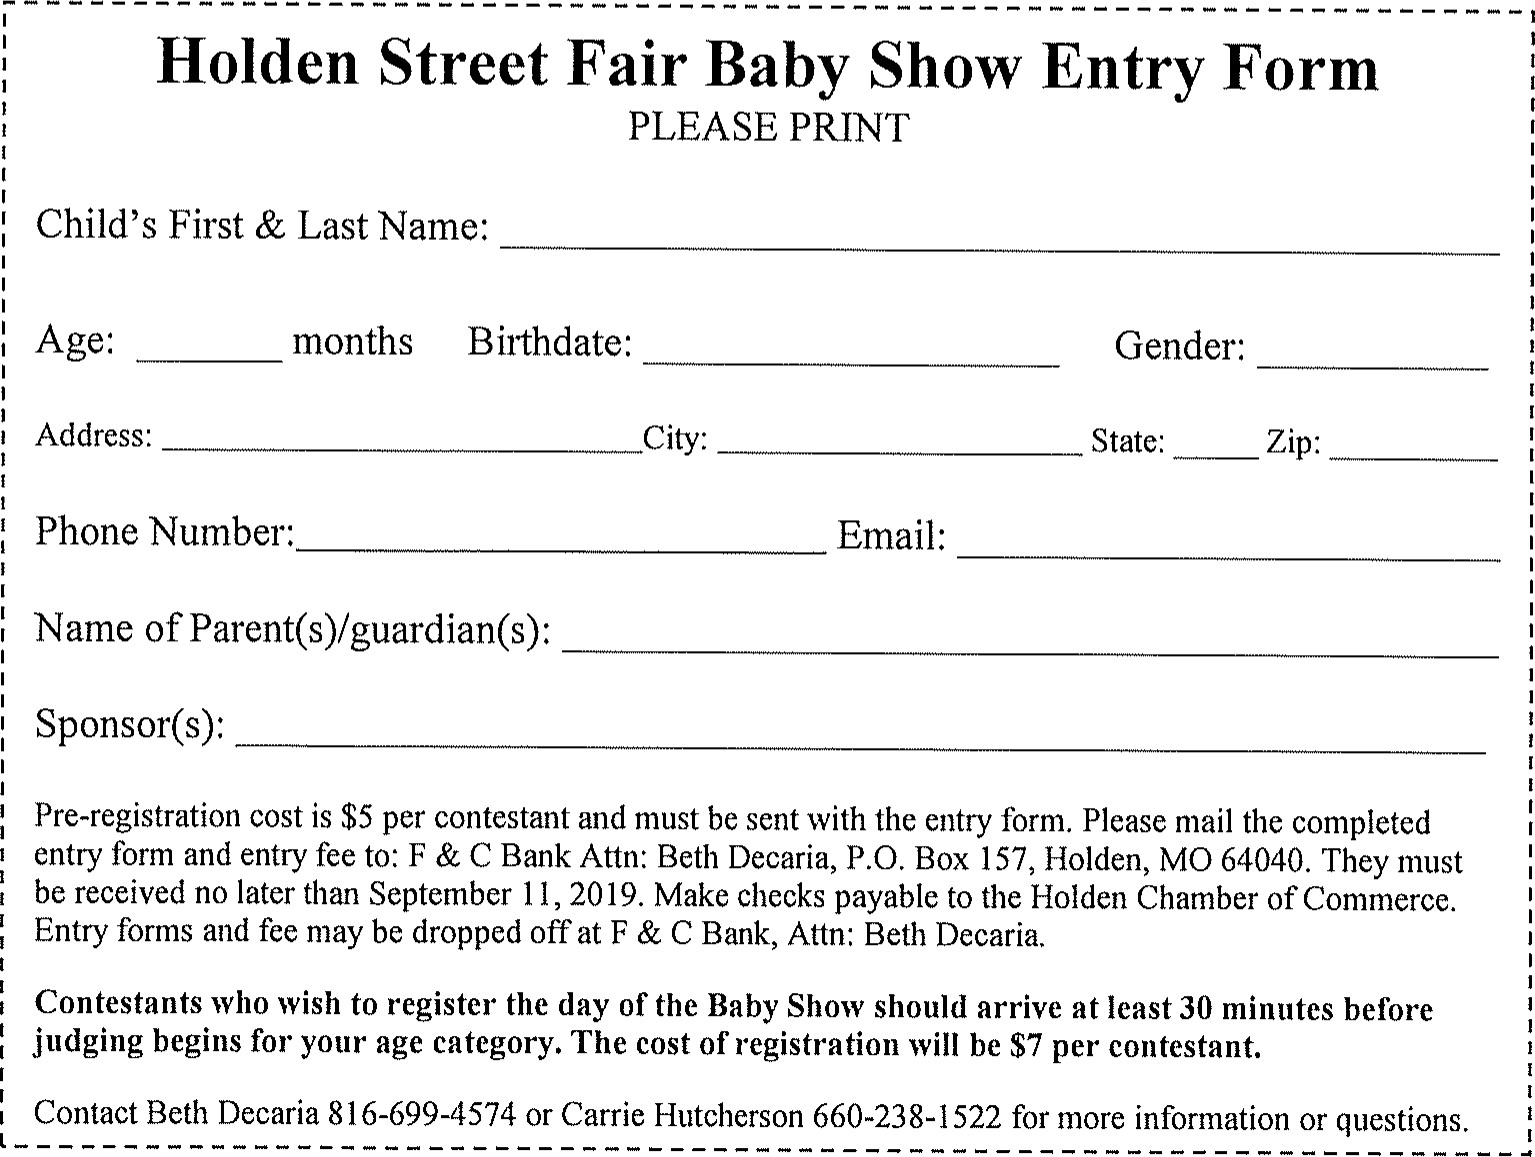 Holden Street Fair Baby Show Entry Form
PLEASE PRINT
Child's First & Last Name:
Age: months Birthdate: Gender:
Address: City: State: Zip:
Phone Number: Email:
Name of Parent(s)/guardian(s):
Sponsor(s):
Pre-registration cost is $5 per contestant and must be sent with the entry form. Please mail the completed
entry form and entry fee to: F & C Bank Attn: Beth Decaria, P.O. Box 157, Holden, MO 64040. They must
be received no later than September 11, 2019. Make checks payable to the Holden Chamber of Commerce.
Entry forms and fee may be dropped off at F & C Bank, Attn: Beth Decaria.
Contestants who wish to register the day of the Baby Show should arrive at least 30 minutes before
judging begins for your age category. The cost of registration will be $7 per contestant.
Contact Beth Decaria 816-699-4574 or Carrie Hutcherson 660-238-1522 for more information or questions.